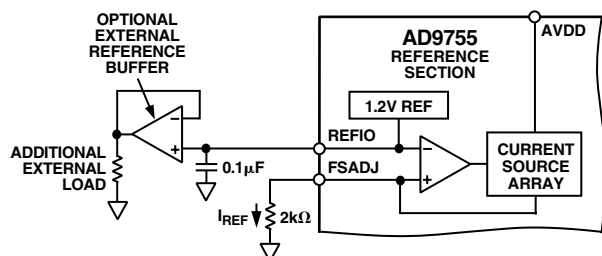 OPTIONAL
EXTERNAL
REFERENCE
BUFFER
AVDD
AD9755
REFERENCE
SECTION
1.2V REF
−
+
REFIO
−
+
ADDITIONAL
EXTERNAL
LOAD
0.1μF
FSADJ
CURRENT
SOURCE
ARRAY
IREF
2kΩ